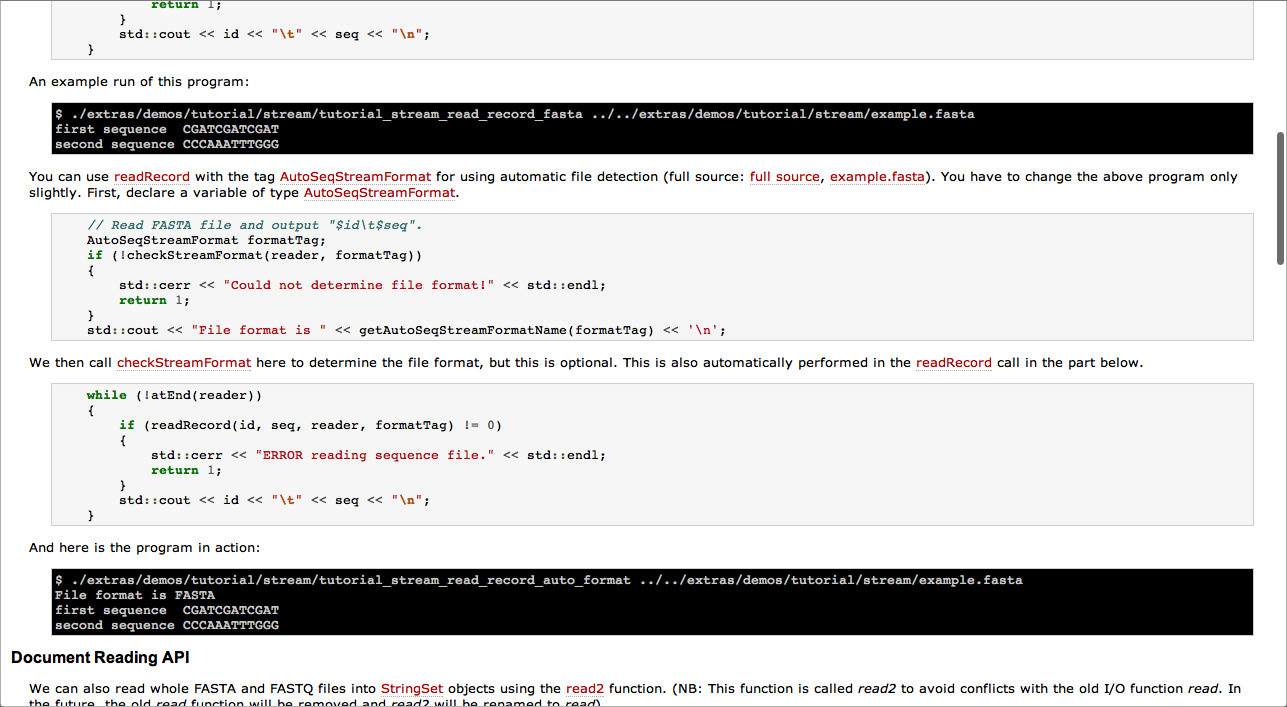 return 1;
}
std::cout << id << "\t" << seq << "\n";
}
An example run of this program:
$ ./extras/demos/tutorial/stream/tutorial_stream_read_record_fasta ../../extras/demos/tutorial/stream/example.fasta
first sequence  CGATCGATCGAT
second sequence CCCAAATTTGGG
You can use readRecord with the tag AutoSeqStreamFormat for using automatic file detection (full source: full source, example.fasta). You have to change the above program only
slightly. First, declare a variable of type AutoSeqStreamFormat.
// Read FASTA file and output "$id\t$seq".
AutoSeqStreamFormat formatTag;
if (!checkStreamFormat(reader, formatTag))
{
std::cerr << "Could not determine file format!" << std::endl;
return 1;
}
std::cout << "File format is " << getAutoSeqStreamFormatName(formatTag) << '\n';
We then call checkStreamFormat here to determine the file format, but this is optional. This is also automatically performed in the readRecord call in the part below.
while (!atEnd(reader))
{
if (readRecord(id, seq, reader, formatTag) != 0)
{
std::cerr << "ERROR reading sequence file." << std::endl;
return 1;
}
std::cout << id << "\t" << seq << "\n";
}
And here is the program in action:
$ ./extras/demos/tutorial/stream/tutorial_stream_read_record_auto_format ../../extras/demos/tutorial/stream/example.fasta
File format is FASTA
first sequence  CGATCGATCGAT
second sequence CCCAAATTTGGG
Document Reading API
We can also read whole FASTA and FASTQ files into StringSet objects using the read2 function. (NB: This function is called read2 to avoid conflicts with the old I/O function read. In
the future, the old read function will be removed and read2 will be renamed to read)